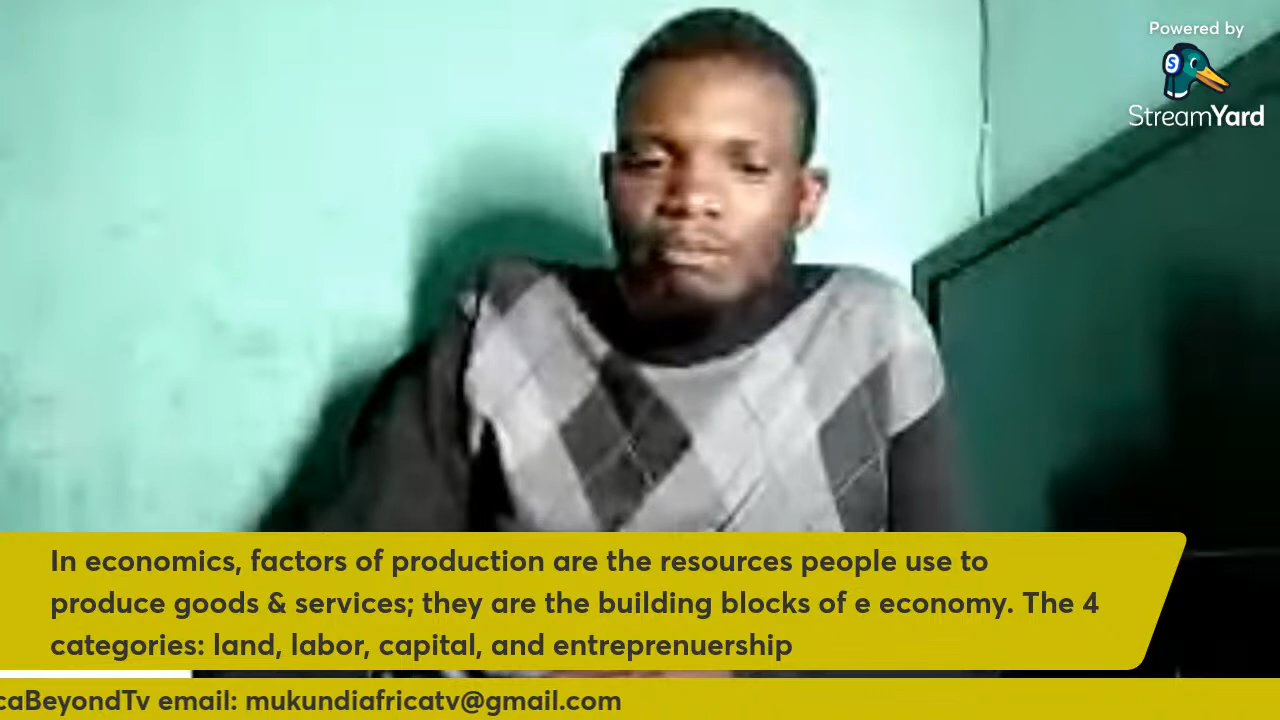 Powered by
S
StreamYard
In economics, factors of production are the resources people use to
produce goods & services; they are the building blocks of e economy. The 4
categories: land, labor, capital, and entreprenuership
caBeyondTv email: mukundiafricatv@gmail.com